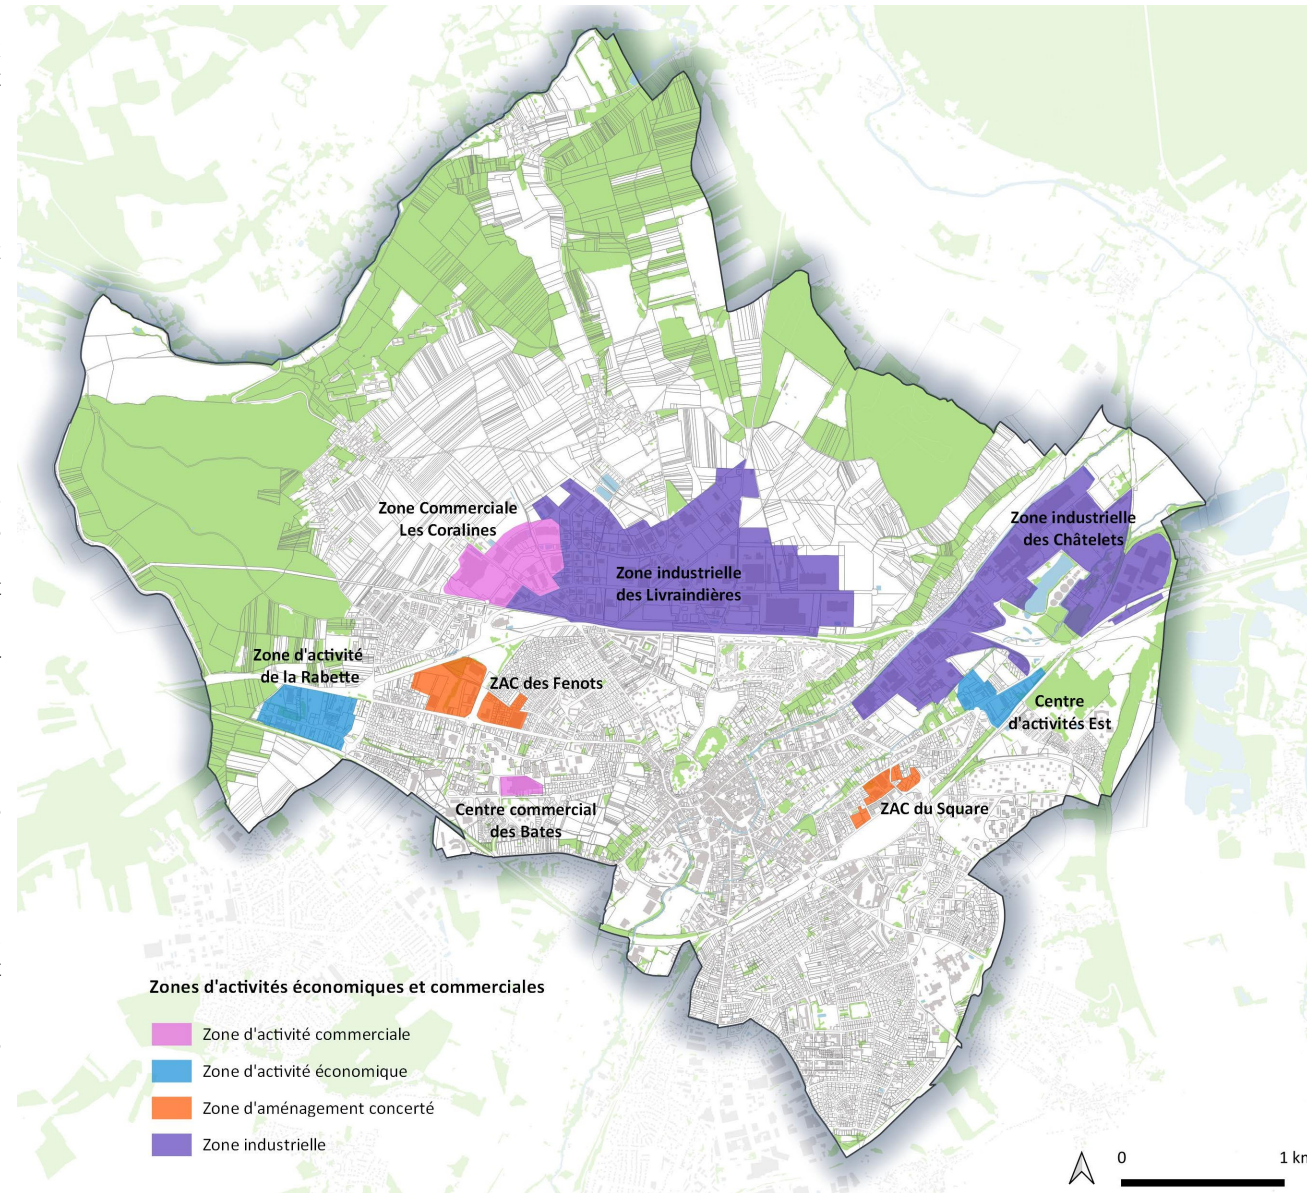 Zone Commerciale
Les Coralines
Zone industrielle
des Châtelets
Zone industrielle
des Livraindières
Zone d'activité
de la Rabette
ZAC des Fenots
Centre
d'activités Est
Centre commercial
des Bates
ZAC du Square
Zones d'activités économiques et commerciales
Zone d'activité commerciale
Zone d'activité économique
Zone d'aménagement concerté
Zone industrielle
0
1 km